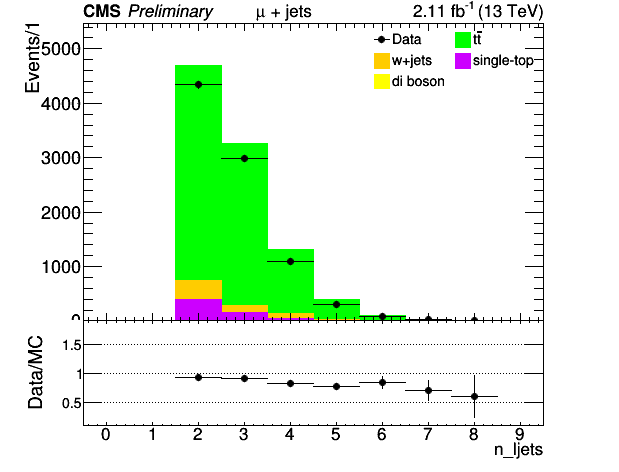 CMS Preliminary µ + jets 2.11 fb⁻¹ (13 TeV)
Events/1
5000
4000
3000
2000
1000
0
Data
tt̄
w+jets
single-top
di boson
Data/MC
1.5
1
0.5
0 1 2 3 4 5 6 7 8 9
n_ljets